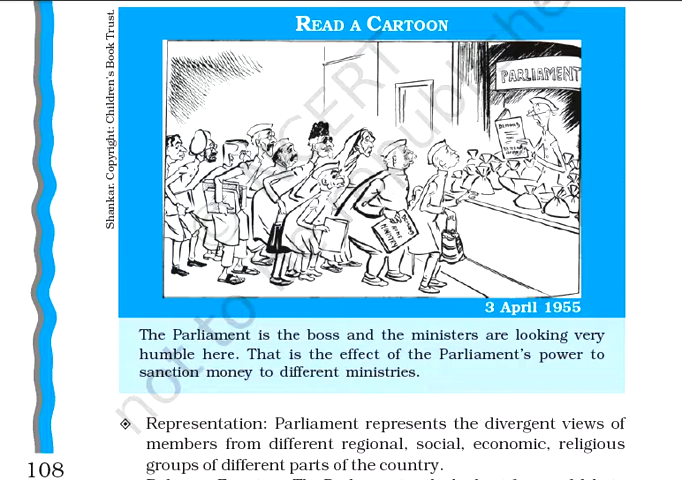 Shankar. Copyright: Children's Book Trust.
READ A CARTOON
PARLIAMENT
3 April 1955
The Parliament is the boss and the ministers are looking very
humble here. That is the effect of the Parliament's power to
sanction money to different ministries.
❖ Representation: Parliament represents the divergent views of
members from different regional, social, economic, religious
groups of different parts of the country.
108